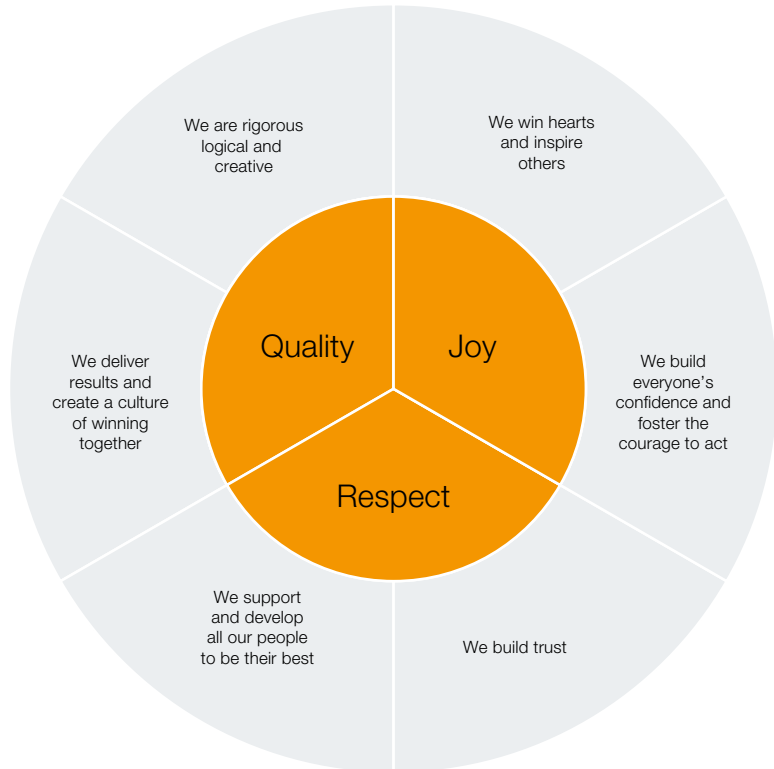 We are rigorous
logical and
creative
We win hearts
and inspire
others
Quality
Joy
We deliver
results and
create a culture
of winning
together
We build
everyone’s
confidence and
foster the
courage to act
Respect
We support
and develop
all our people
to be their best
We build trust